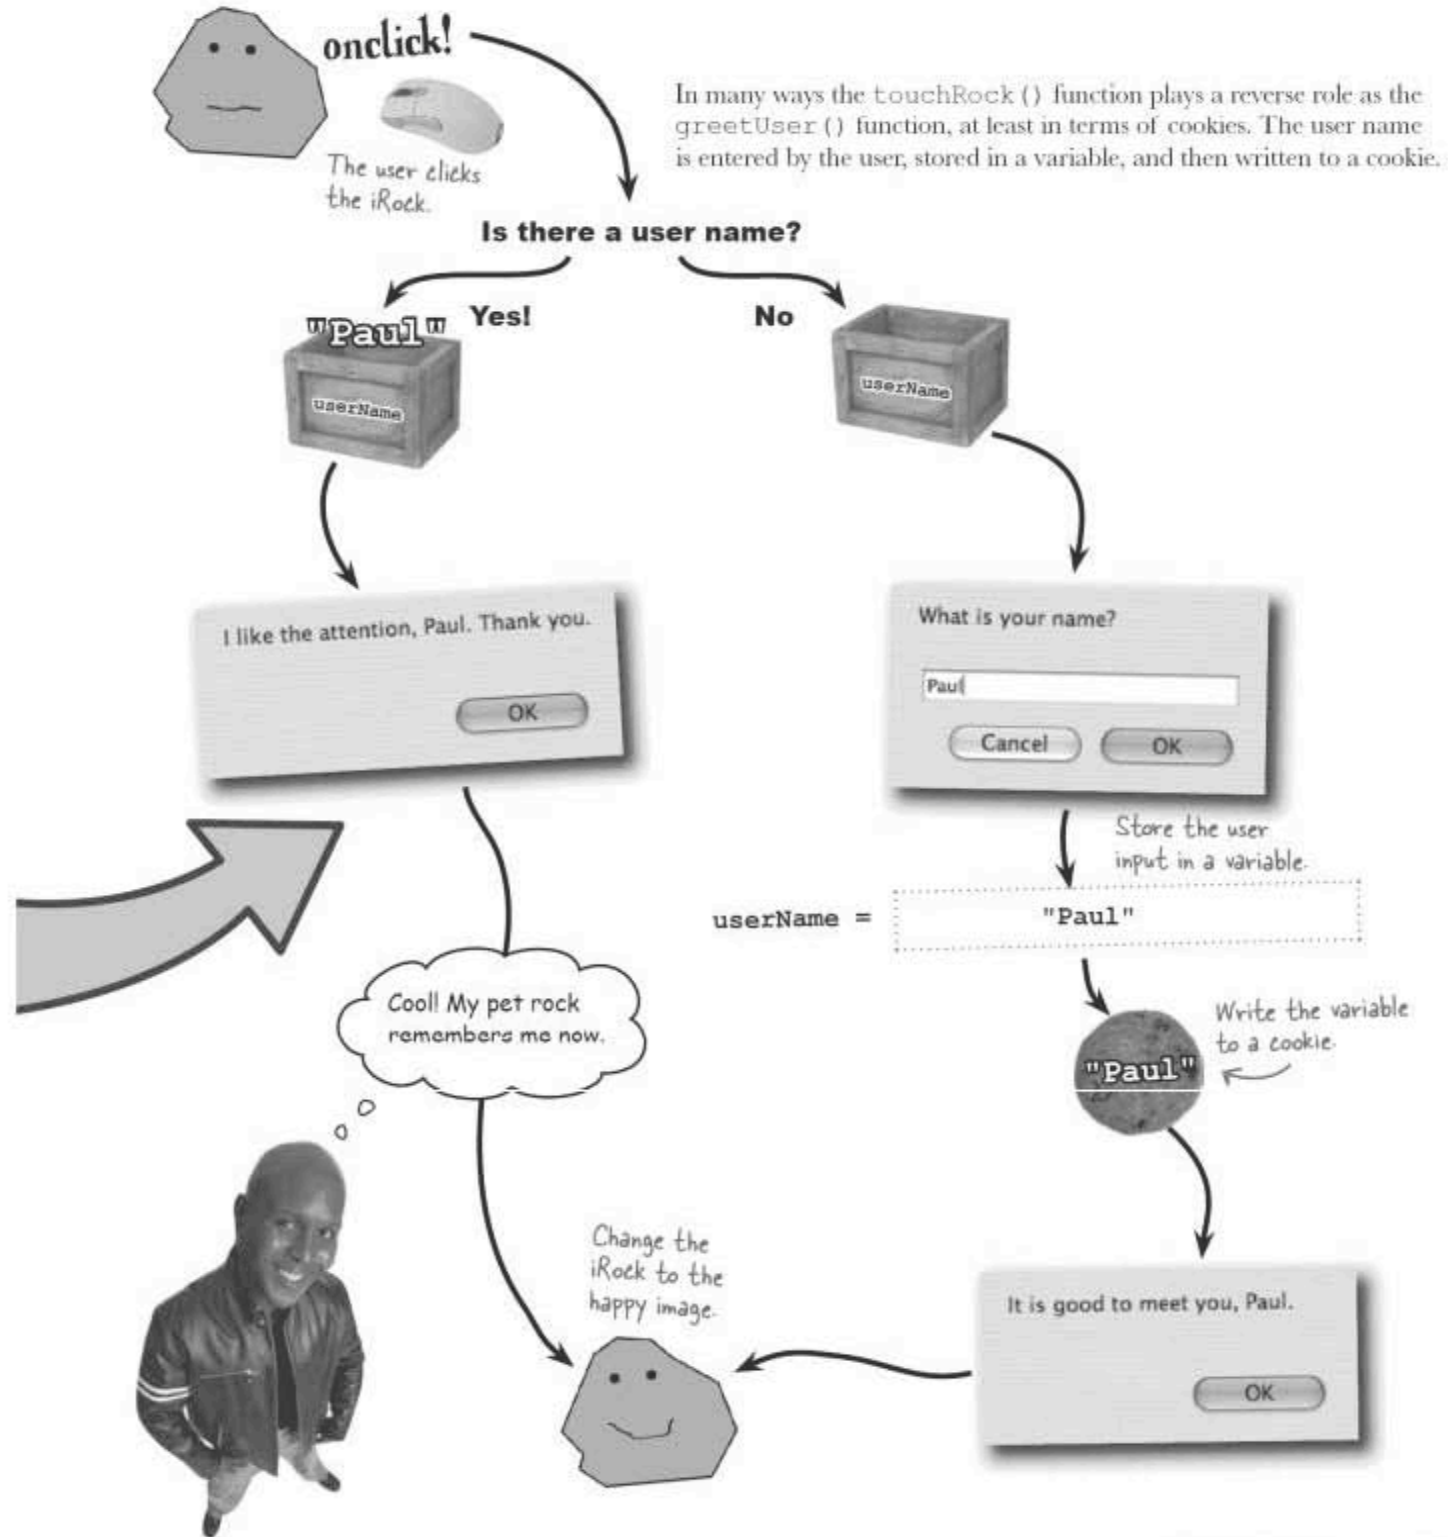 onclick!
In many ways the touchRock() function plays a reverse role as the
greetUser() function, at least in terms of cookies. The user name
is entered by the user, stored in a variable, and then written to a cookie.
The user clicks
the iRock.
Is there a user name?
Yes!
No
"Paul"
userName
userName
I like the attention, Paul. Thank you.
OK
What is your name?
Paul
Cancel
OK
Store the user
input in a variable.
userName =
"Paul"
Cool! My pet rock
remembers me now.
Write the variable
to a cookie.
"Paul"
Change the
iRock to the
happy image.
It is good to meet you, Paul.
OK